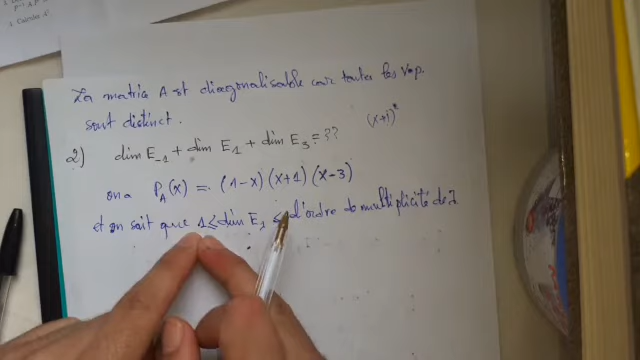 La matrice A est diagonalisable car toutes les vap.
sont distinct.
(x+1)
2) dim E₋₁ + dim E₁ + dim E₃ = ??
on a P_A(x) = (1-x)(x+1)(x-3)
et on sait que 1 ≤ dim E₁ ≤ d'ordre de multiplicité de λ